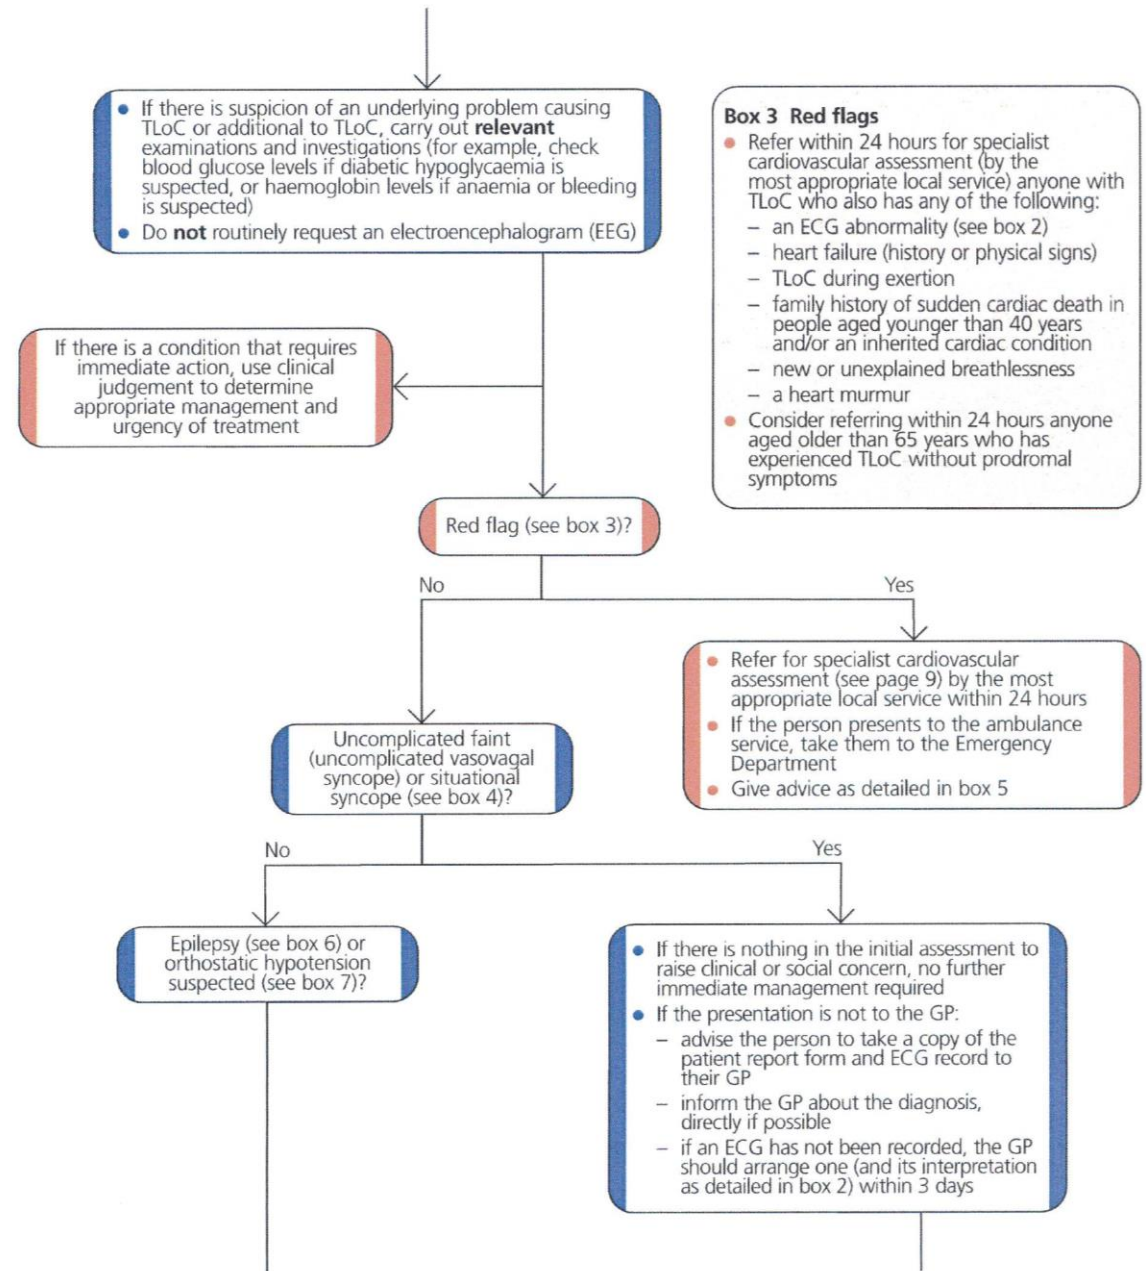 • If there is suspicion of an underlying problem causing
TLoC or additional to TLoC, carry out relevant
examinations and investigations (for example, check
blood glucose levels if diabetic hypoglycaemia is
suspected, or haemoglobin levels if anaemia or bleeding
is suspected)
• Do not routinely request an electroencephalogram (EEG)
Box 3 Red flags
• Refer within 24 hours for specialist
cardiovascular assessment (by the
most appropriate local service) anyone with
TLoC who also has any of the following:
– an ECG abnormality (see box 2)
– heart failure (history or physical signs)
– TLoC during exertion
– family history of sudden cardiac death in
people aged younger than 40 years
and/or an inherited cardiac condition
– new or unexplained breathlessness
– a heart murmur
• Consider referring within 24 hours anyone
aged older than 65 years who has
experienced TLoC without prodromal
symptoms
If there is a condition that requires
immediate action, use clinical
judgement to determine
appropriate management and
urgency of treatment
Red flag (see box 3)?
No
Yes
• Refer for specialist cardiovascular
assessment (see page 9) by the most
appropriate local service within 24 hours
• If the person presents to the ambulance
service, take them to the Emergency
Department
• Give advice as detailed in box 5
Uncomplicated faint
(uncomplicated vasovagal
syncope) or situational
syncope (see box 4)?
No
Yes
Epilepsy (see box 6) or
orthostatic hypotension
suspected (see box 7)?
• If there is nothing in the initial assessment to
raise clinical or social concern, no further
immediate management required
• If the presentation is not to the GP:
– advise the person to take a copy of the
patient report form and ECG record to
their GP
– inform the GP about the diagnosis,
directly if possible
– if an ECG has not been recorded, the GP
should arrange one (and its interpretation
as detailed in box 2) within 3 days